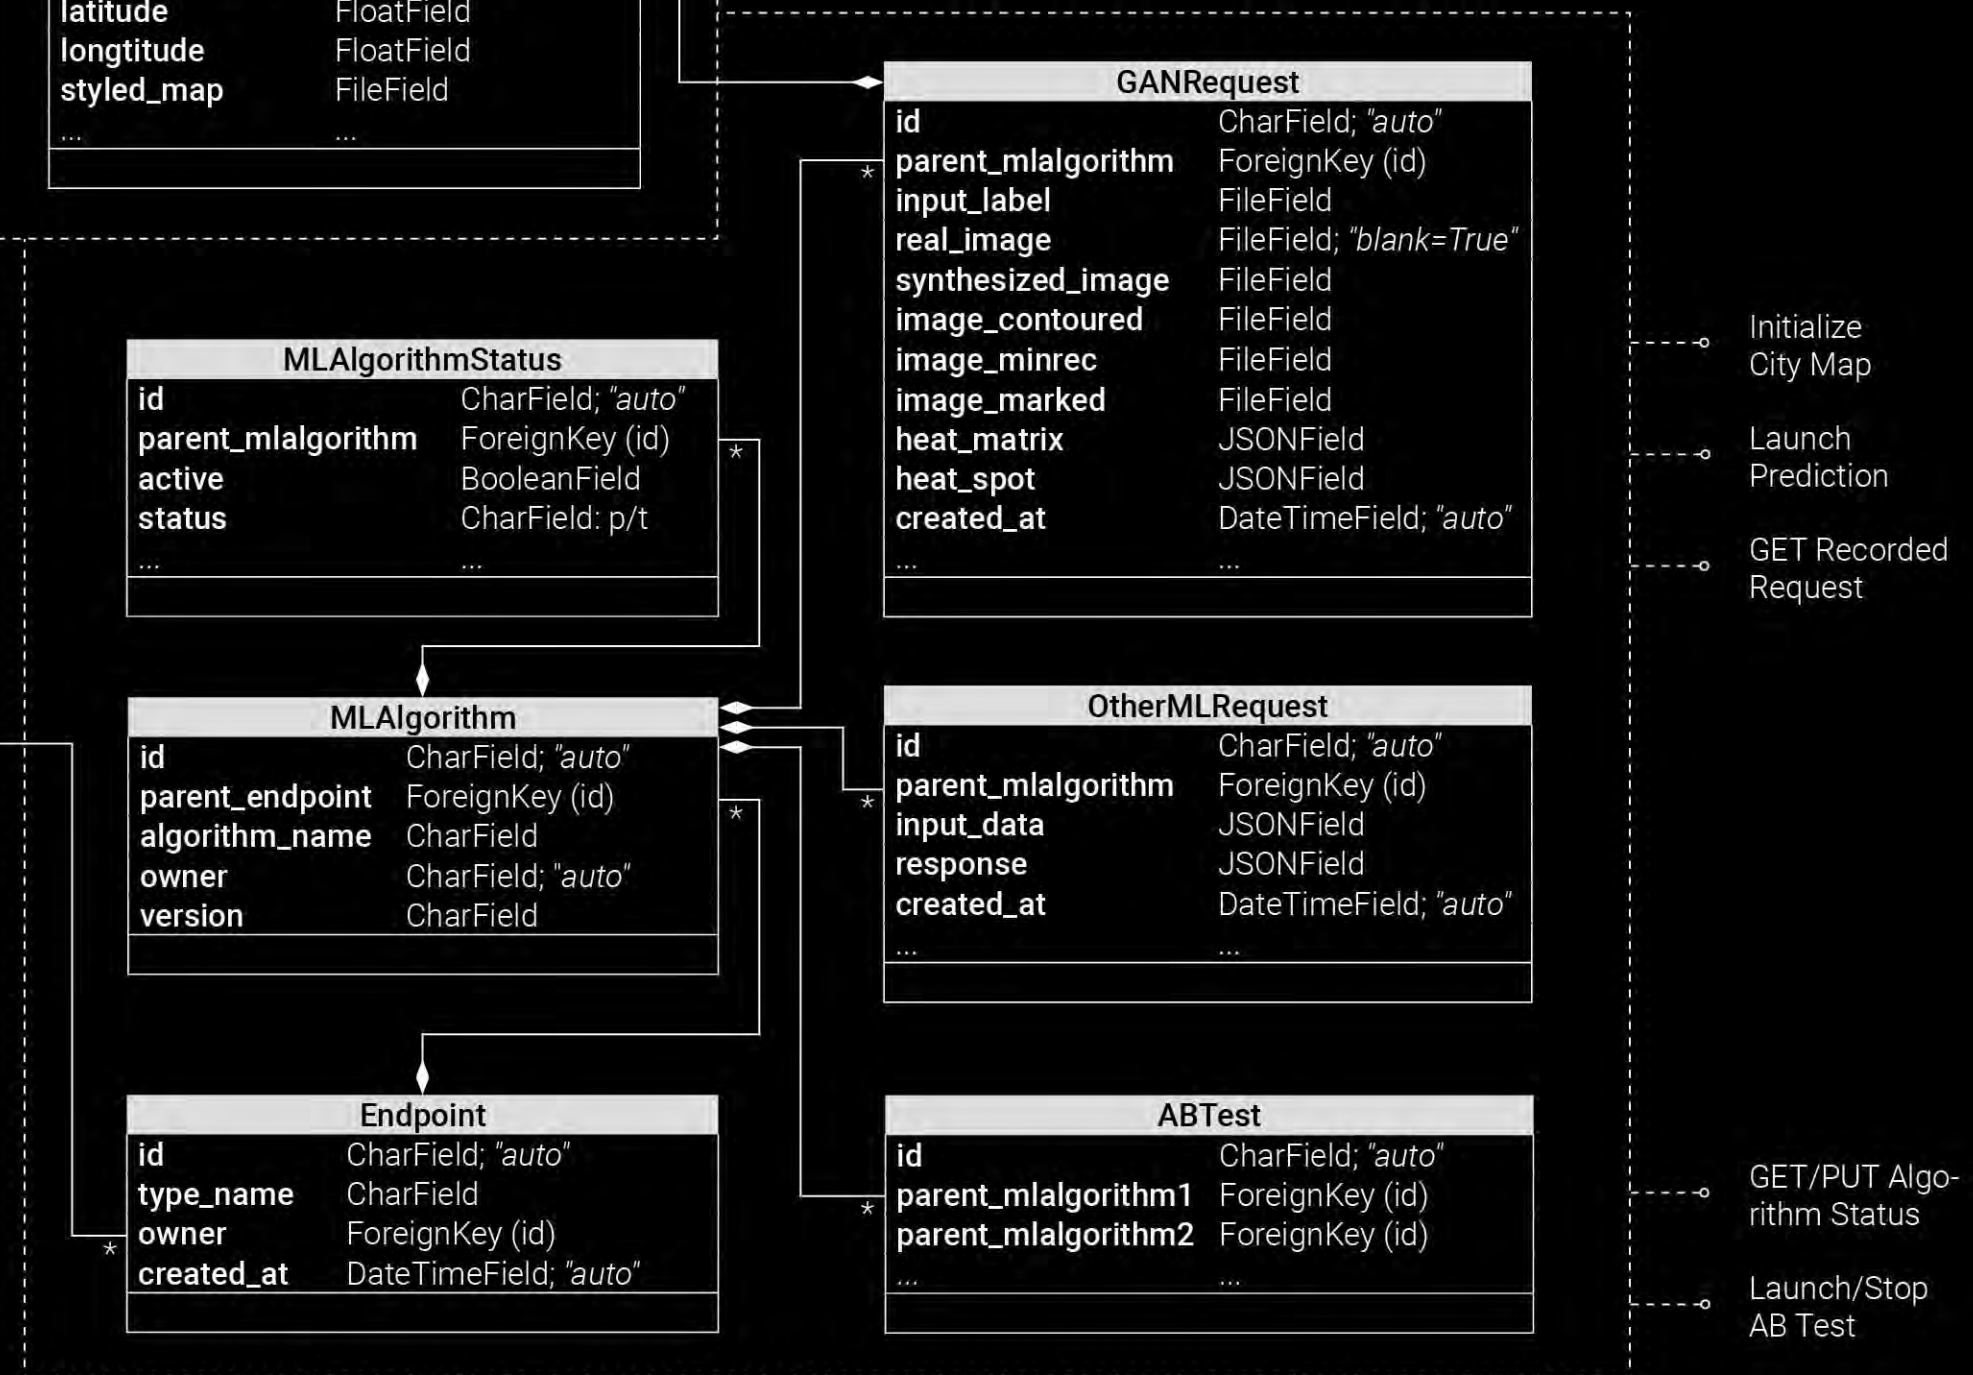 latitude FloatField
longtitude FloatField
styled_map FileField
... ...
GANRequest
id CharField; "auto"
* parent_mlalgorithm ForeignKey (id)
input_label FileField
real_image FileField; "blank=True"
synthesized_image FileField
image_contoured FileField
image_minrec FileField
image_marked FileField
heat_matrix JSONField
heat_spot JSONField
created_at DateTimeField; "auto"
... ...
MLAlgorithmStatus
id CharField; "auto"
parent_mlalgorithm ForeignKey (id) *
active BooleanField
status CharField: p/t
... ...
MLAlgorithm
id CharField; "auto"
parent_endpoint ForeignKey (id) *
algorithm_name CharField
owner CharField; "auto"
version CharField
OtherMLRequest
id CharField; "auto"
* parent_mlalgorithm ForeignKey (id)
input_data JSONField
response JSONField
created_at DateTimeField; "auto"
... ...
Endpoint
id CharField; "auto"
type_name CharField
* owner ForeignKey (id)
created_at DateTimeField; "auto"
ABTest
id CharField; "auto"
* parent_mlalgorithm1 ForeignKey (id)
parent_mlalgorithm2 ForeignKey (id)
... ...
Initialize
City Map
Launch
Prediction
GET Recorded
Request
GET/PUT Algo-
rithm Status
Launch/Stop
AB Test